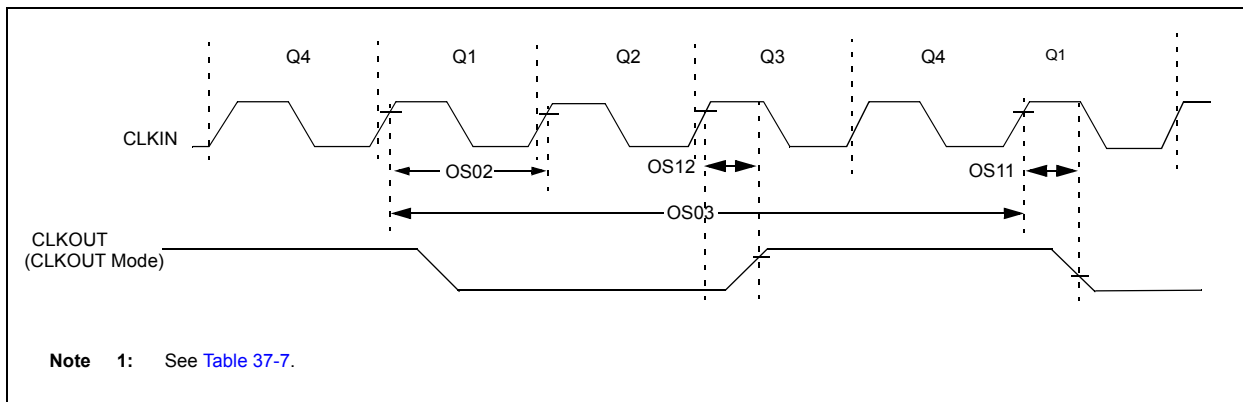 Q4 Q1 Q2 Q3 Q4 Q1
CLKIN
OS02 OS12 OS11
OS03
CLKOUT
(CLKOUT Mode)
Note 1: See Table 37-7.